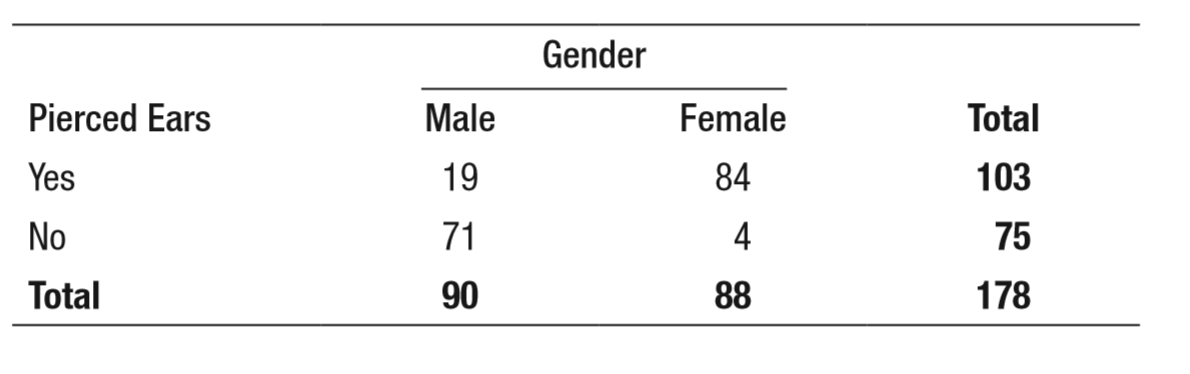 Gender
Pierced Ears Male Female Total
Yes 19 84 103
No 71 4 75
Total 90 88 178